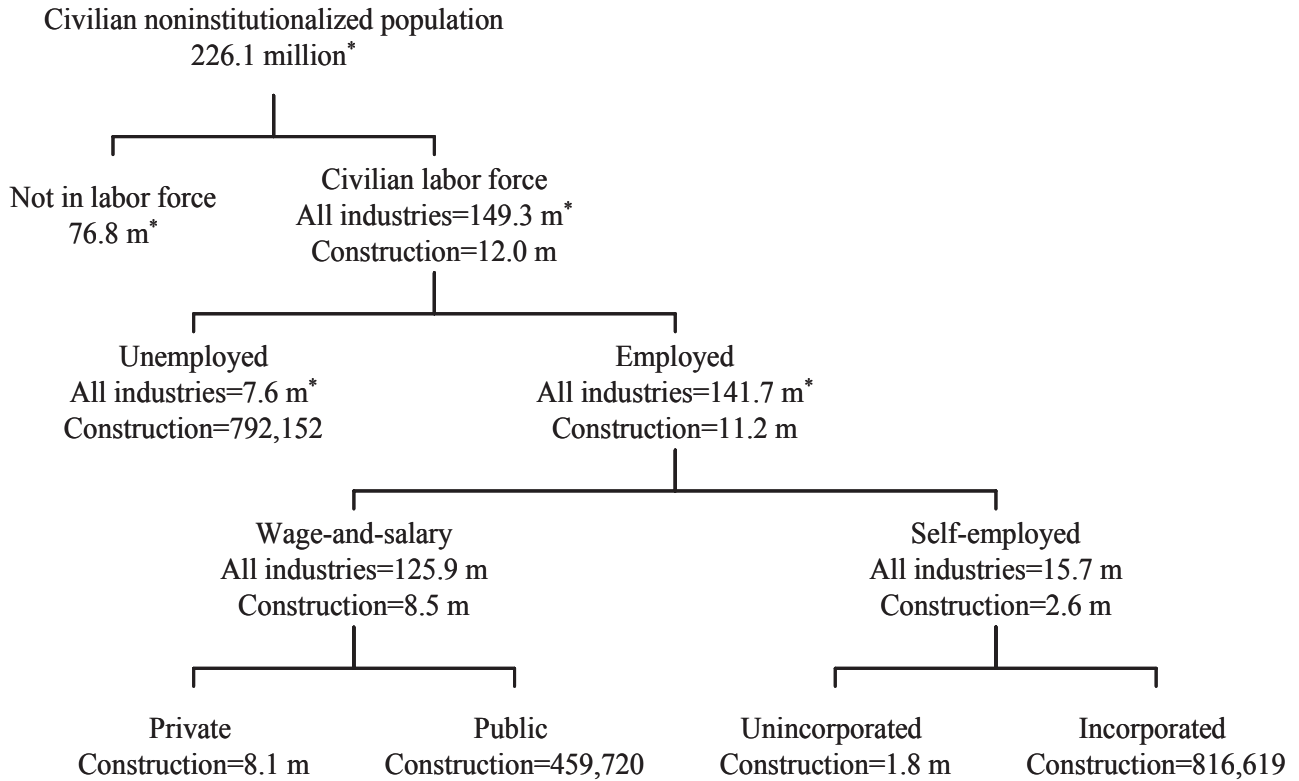 Civilian noninstitutionalized population
226.1 million*
Not in labor force
76.8 m*
Civilian labor force
All industries=149.3 m*
Construction=12.0 m
Unemployed
All industries=7.6 m*
Construction=792,152
Employed
All industries=141.7 m*
Construction=11.2 m
Wage-and-salary
All industries=125.9 m
Construction=8.5 m
Self-employed
All industries=15.7 m
Construction=2.6 m
Private
Construction=8.1 m
Public
Construction=459,720
Unincorporated
Construction=1.8 m
Incorporated
Construction=816,619